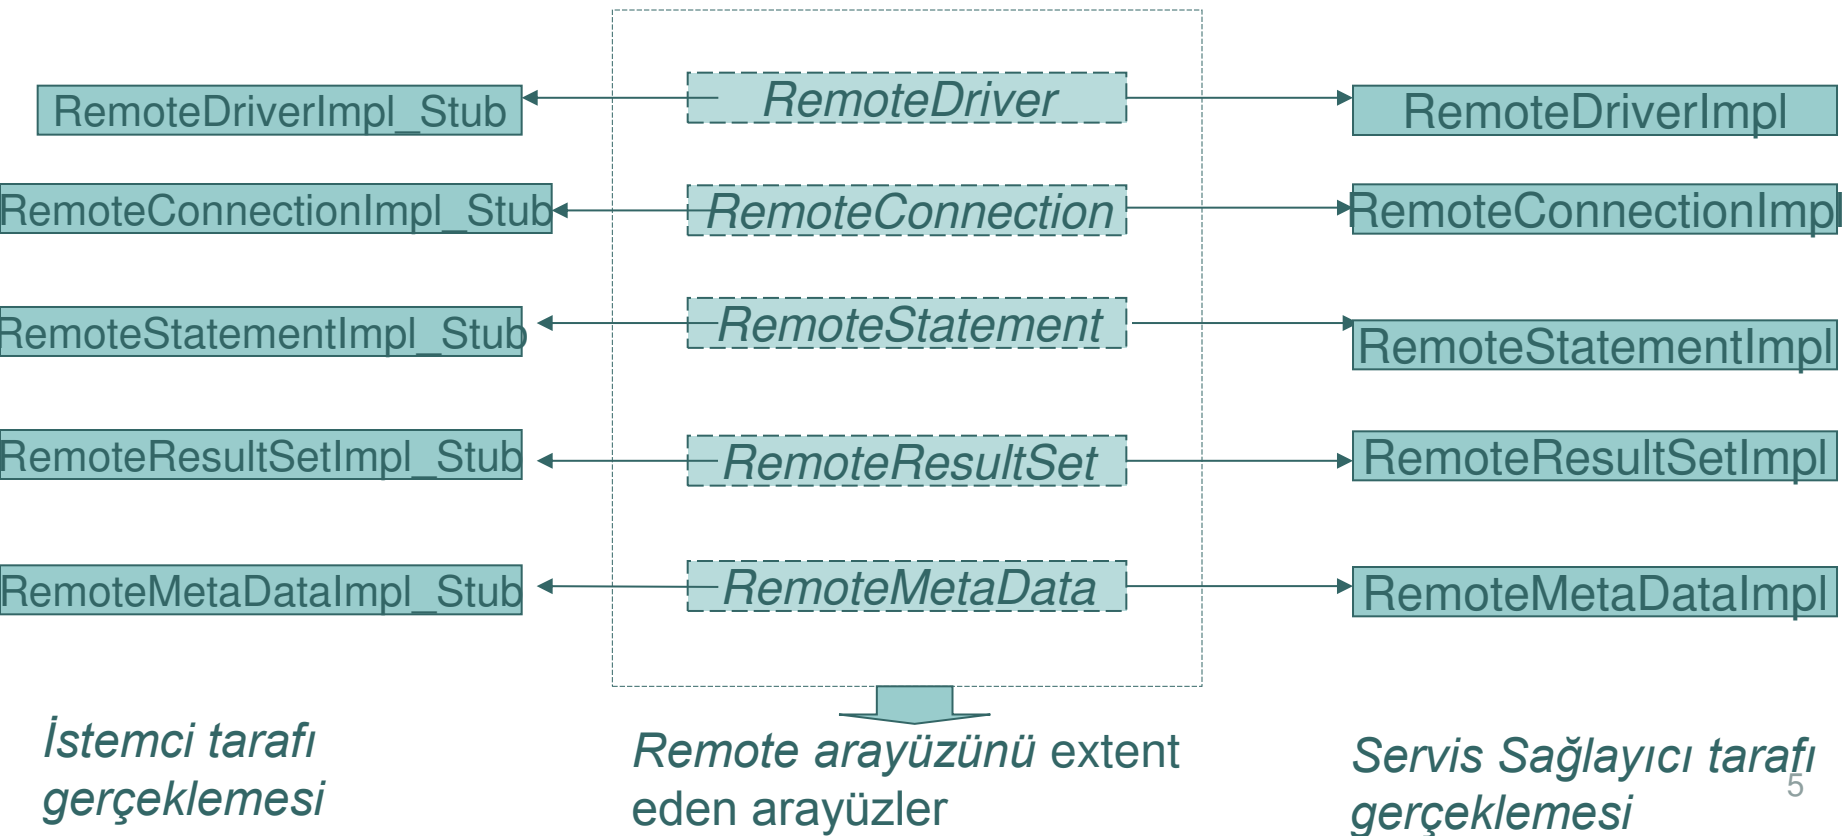 RemoteDriverImpl_Stub
RemoteDriver
RemoteDriverImpl
RemoteConnectionImpl_Stub
RemoteConnection
RemoteConnectionImpl
RemoteStatementImpl_Stub
RemoteStatement
RemoteStatementImpl
RemoteResultSetImpl_Stub
RemoteResultSet
RemoteResultSetImpl
RemoteMetaDataImpl_Stub
RemoteMetaData
RemoteMetaDataImpl
İstemci tarafı
gerçeklemesi
Remote arayüzünü extent
eden arayüzler
Servis Sağlayıcı tarafı
gerçeklemesi
5